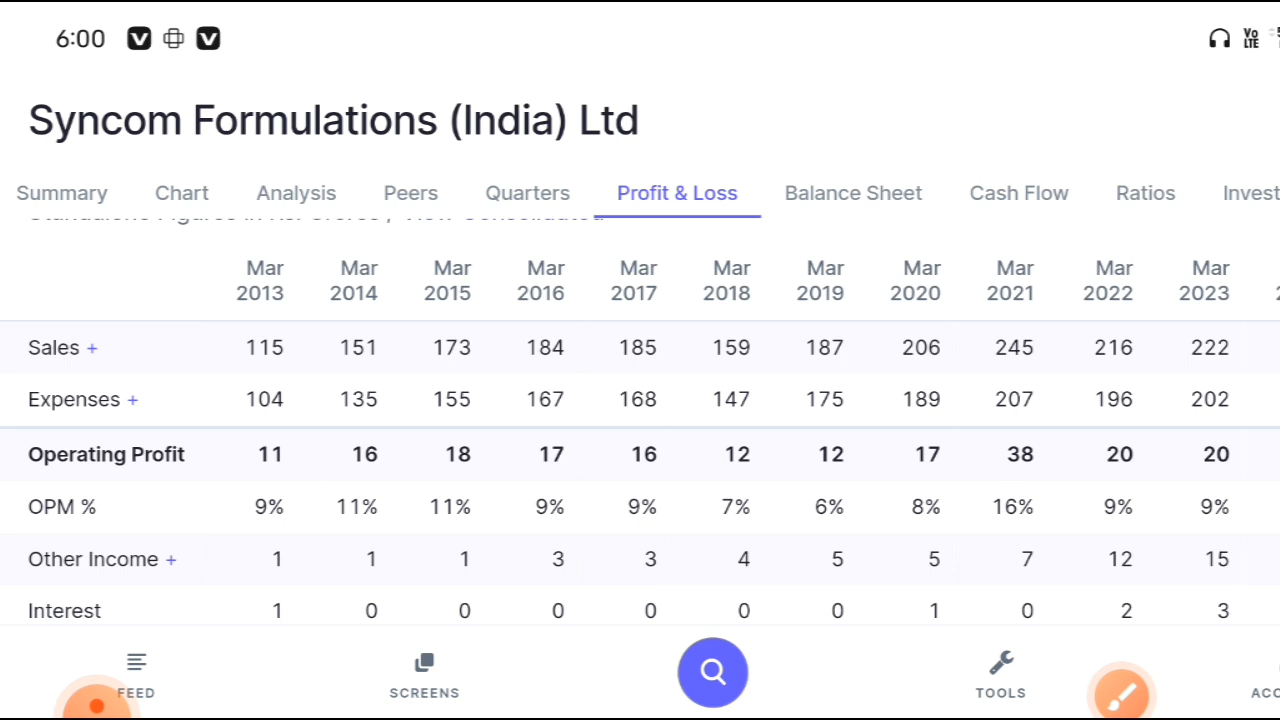 6:00
Vo
LTE
Syncom Formulations (India) Ltd
Summary Chart Analysis Peers Quarters Profit & Loss Balance Sheet Cash Flow Ratios Invest
Mar Mar Mar Mar Mar Mar Mar Mar Mar Mar Mar
2013 2014 2015 2016 2017 2018 2019 2020 2021 2022 2023
Sales + 115 151 173 184 185 159 187 206 245 216 222
Expenses + 104 135 155 167 168 147 175 189 207 196 202
Operating Profit 11 16 18 17 16 12 12 17 38 20 20
OPM % 9% 11% 11% 9% 9% 7% 6% 8% 16% 9% 9%
Other Income + 1 1 1 3 3 4 5 5 7 12 15
Interest 1 0 0 0 0 0 0 1 0 2 3
FEED SCREENS TOOLS ACC